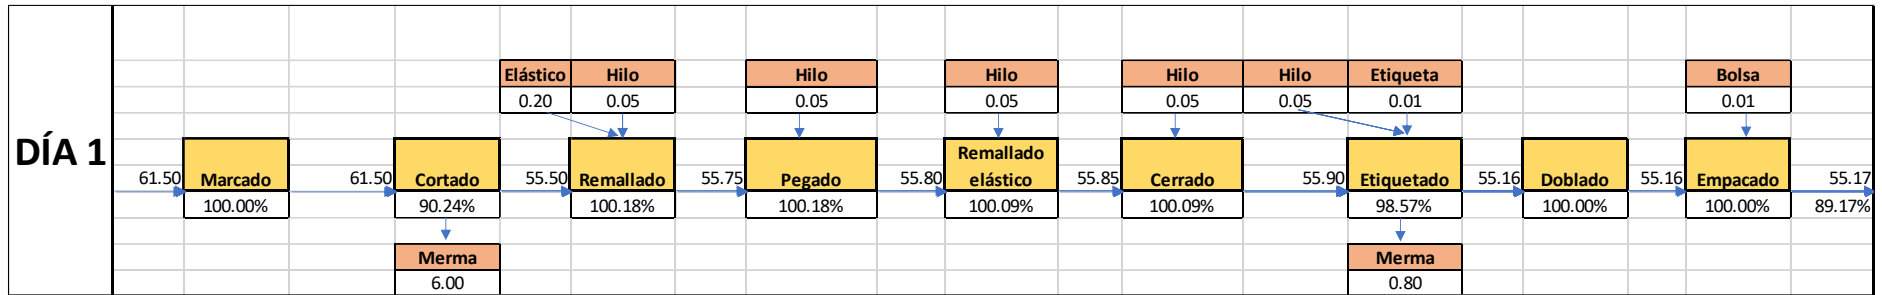 Elástico Hilo Hilo Hilo Hilo Hilo Etiqueta Bolsa
0.20 0.05 0.05 0.05 0.05 0.05 0.01 0.01
DÍA 1
Remallado
61.50 Marcado 61.50 Cortado 55.50 Remallado 55.75 Pegado 55.80 elástico 55.85 Cerrado 55.90 Etiquetado 55.16 Doblado 55.16 Empacado 55.17
100.00% 90.24% 100.18% 100.18% 100.09% 100.09% 98.57% 100.00% 100.00% 89.17%
Merma Merma
6.00 0.80